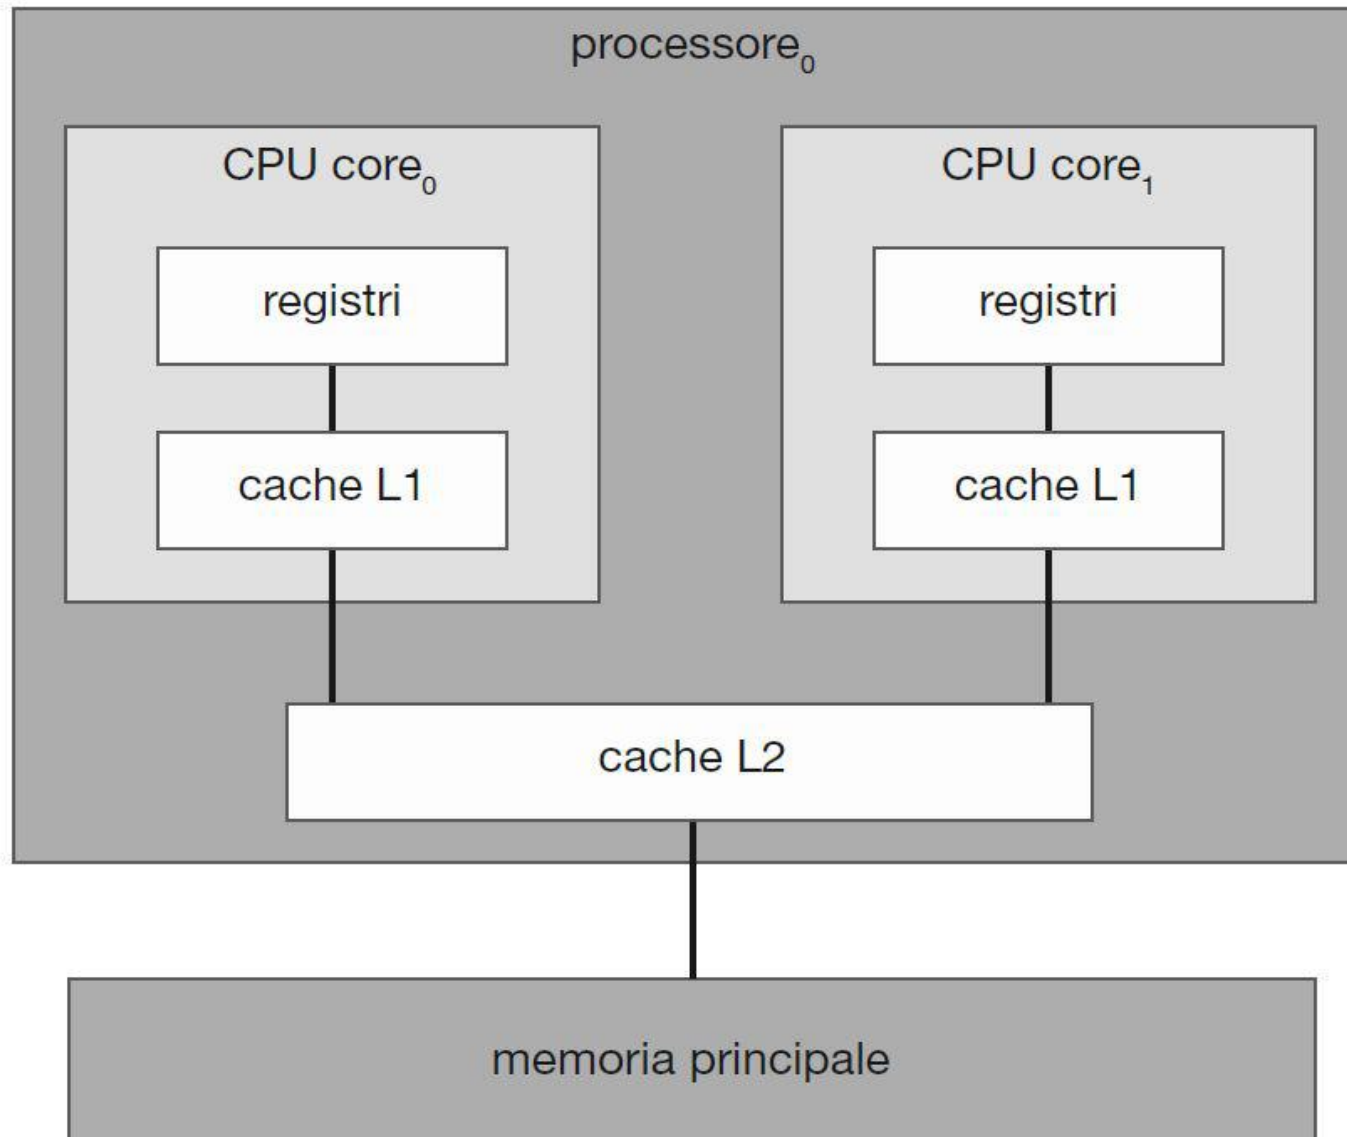 processore₀
CPU core₀
CPU core₁
registri
registri
cache L1
cache L1
cache L2
memoria principale